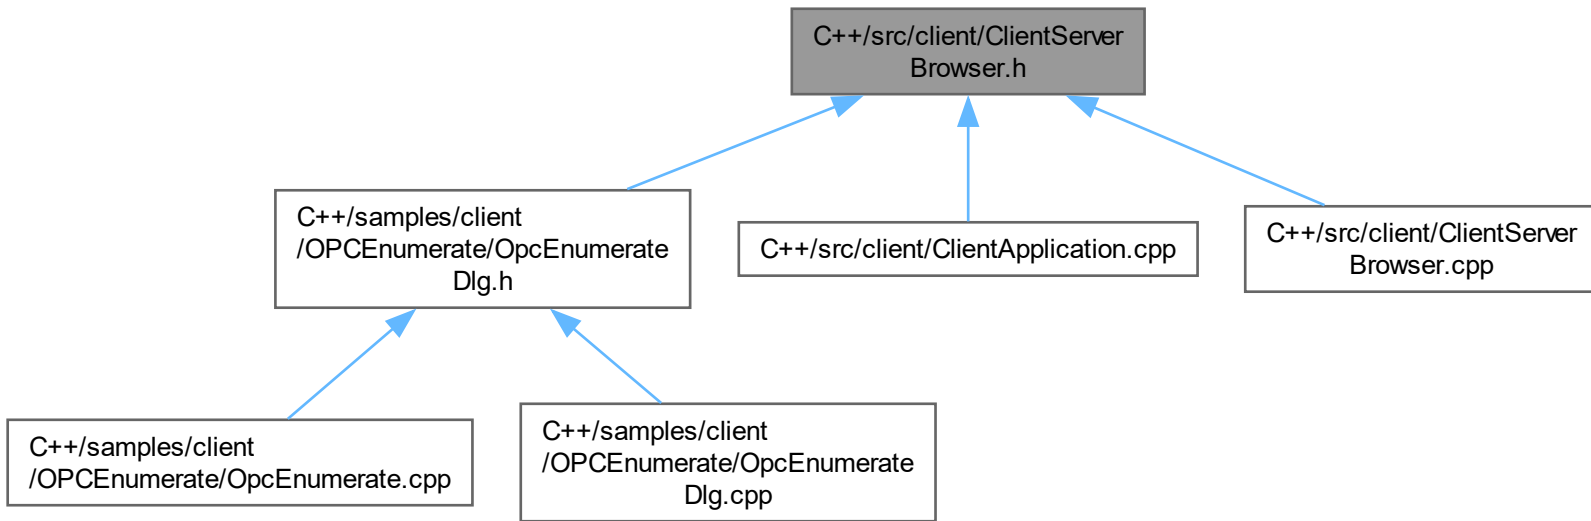 C++/src/client/ClientServer
Browser.h
C++/samples/client
/OPCEnumerate/OpcEnumerate
Dlg.h
C++/src/client/ClientApplication.cpp
C++/src/client/ClientServer
Browser.cpp
C++/samples/client
/OPCEnumerate/OpcEnumerate.cpp
C++/samples/client
/OPCEnumerate/OpcEnumerate
Dlg.cpp